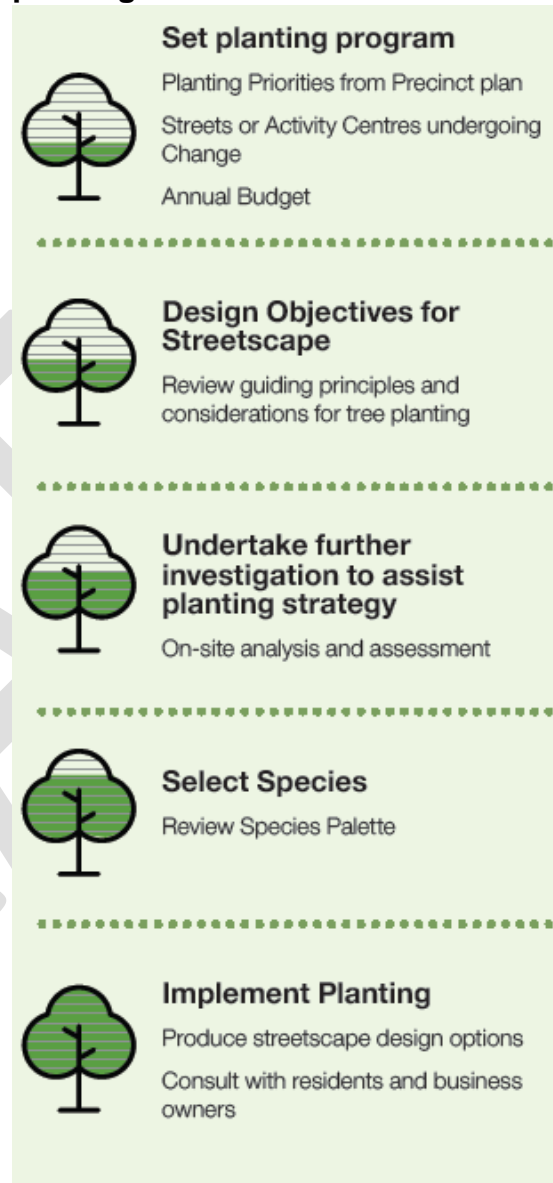 Set planting program
Planting Priorities from Precinct plan
Streets or Activity Centres undergoing
Change
Annual Budget
Design Objectives for
Streetscape
Review guiding principles and
considerations for tree planting
Undertake further
investigation to assist
planting strategy
On-site analysis and assessment
Select Species
Review Species Palette
Implement Planting
Produce streetscape design options
Consult with residents and business
owners